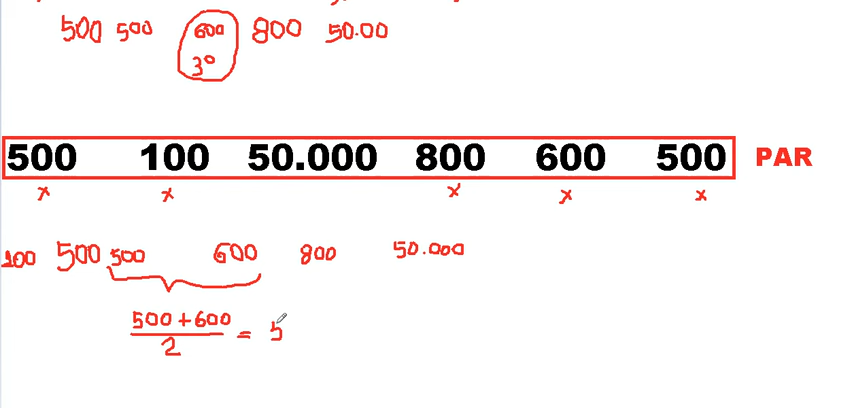 500 500 600 800 50.00
3º
500 100 50.000 800 600 500 PAR
x x x x x
100 500 500 600 800 50.000
500+600
2
= 5